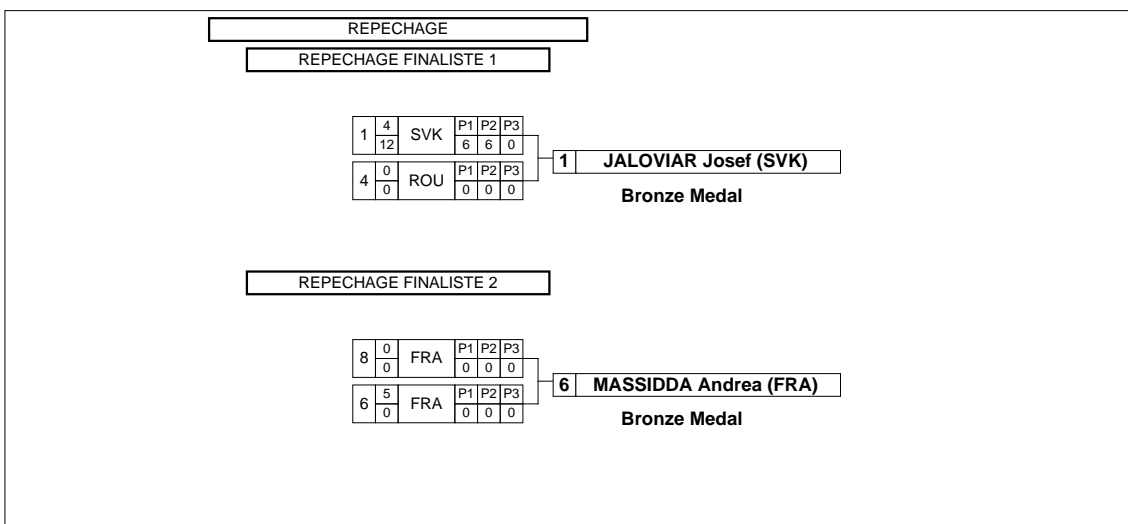 REPECHAGE
REPECHAGE FINALISTE 1
1 4 SVK P1 P2 P3
12 6 6 0
1 JALOVIAR Josef (SVK)
4 0 ROU P1 P2 P3
0 0 0 0
Bronze Medal
REPECHAGE FINALISTE 2
8 0 FRA P1 P2 P3
0 0 0 0
6 MASSIDDA Andrea (FRA)
6 5 FRA P1 P2 P3
0 0 0 0
Bronze Medal